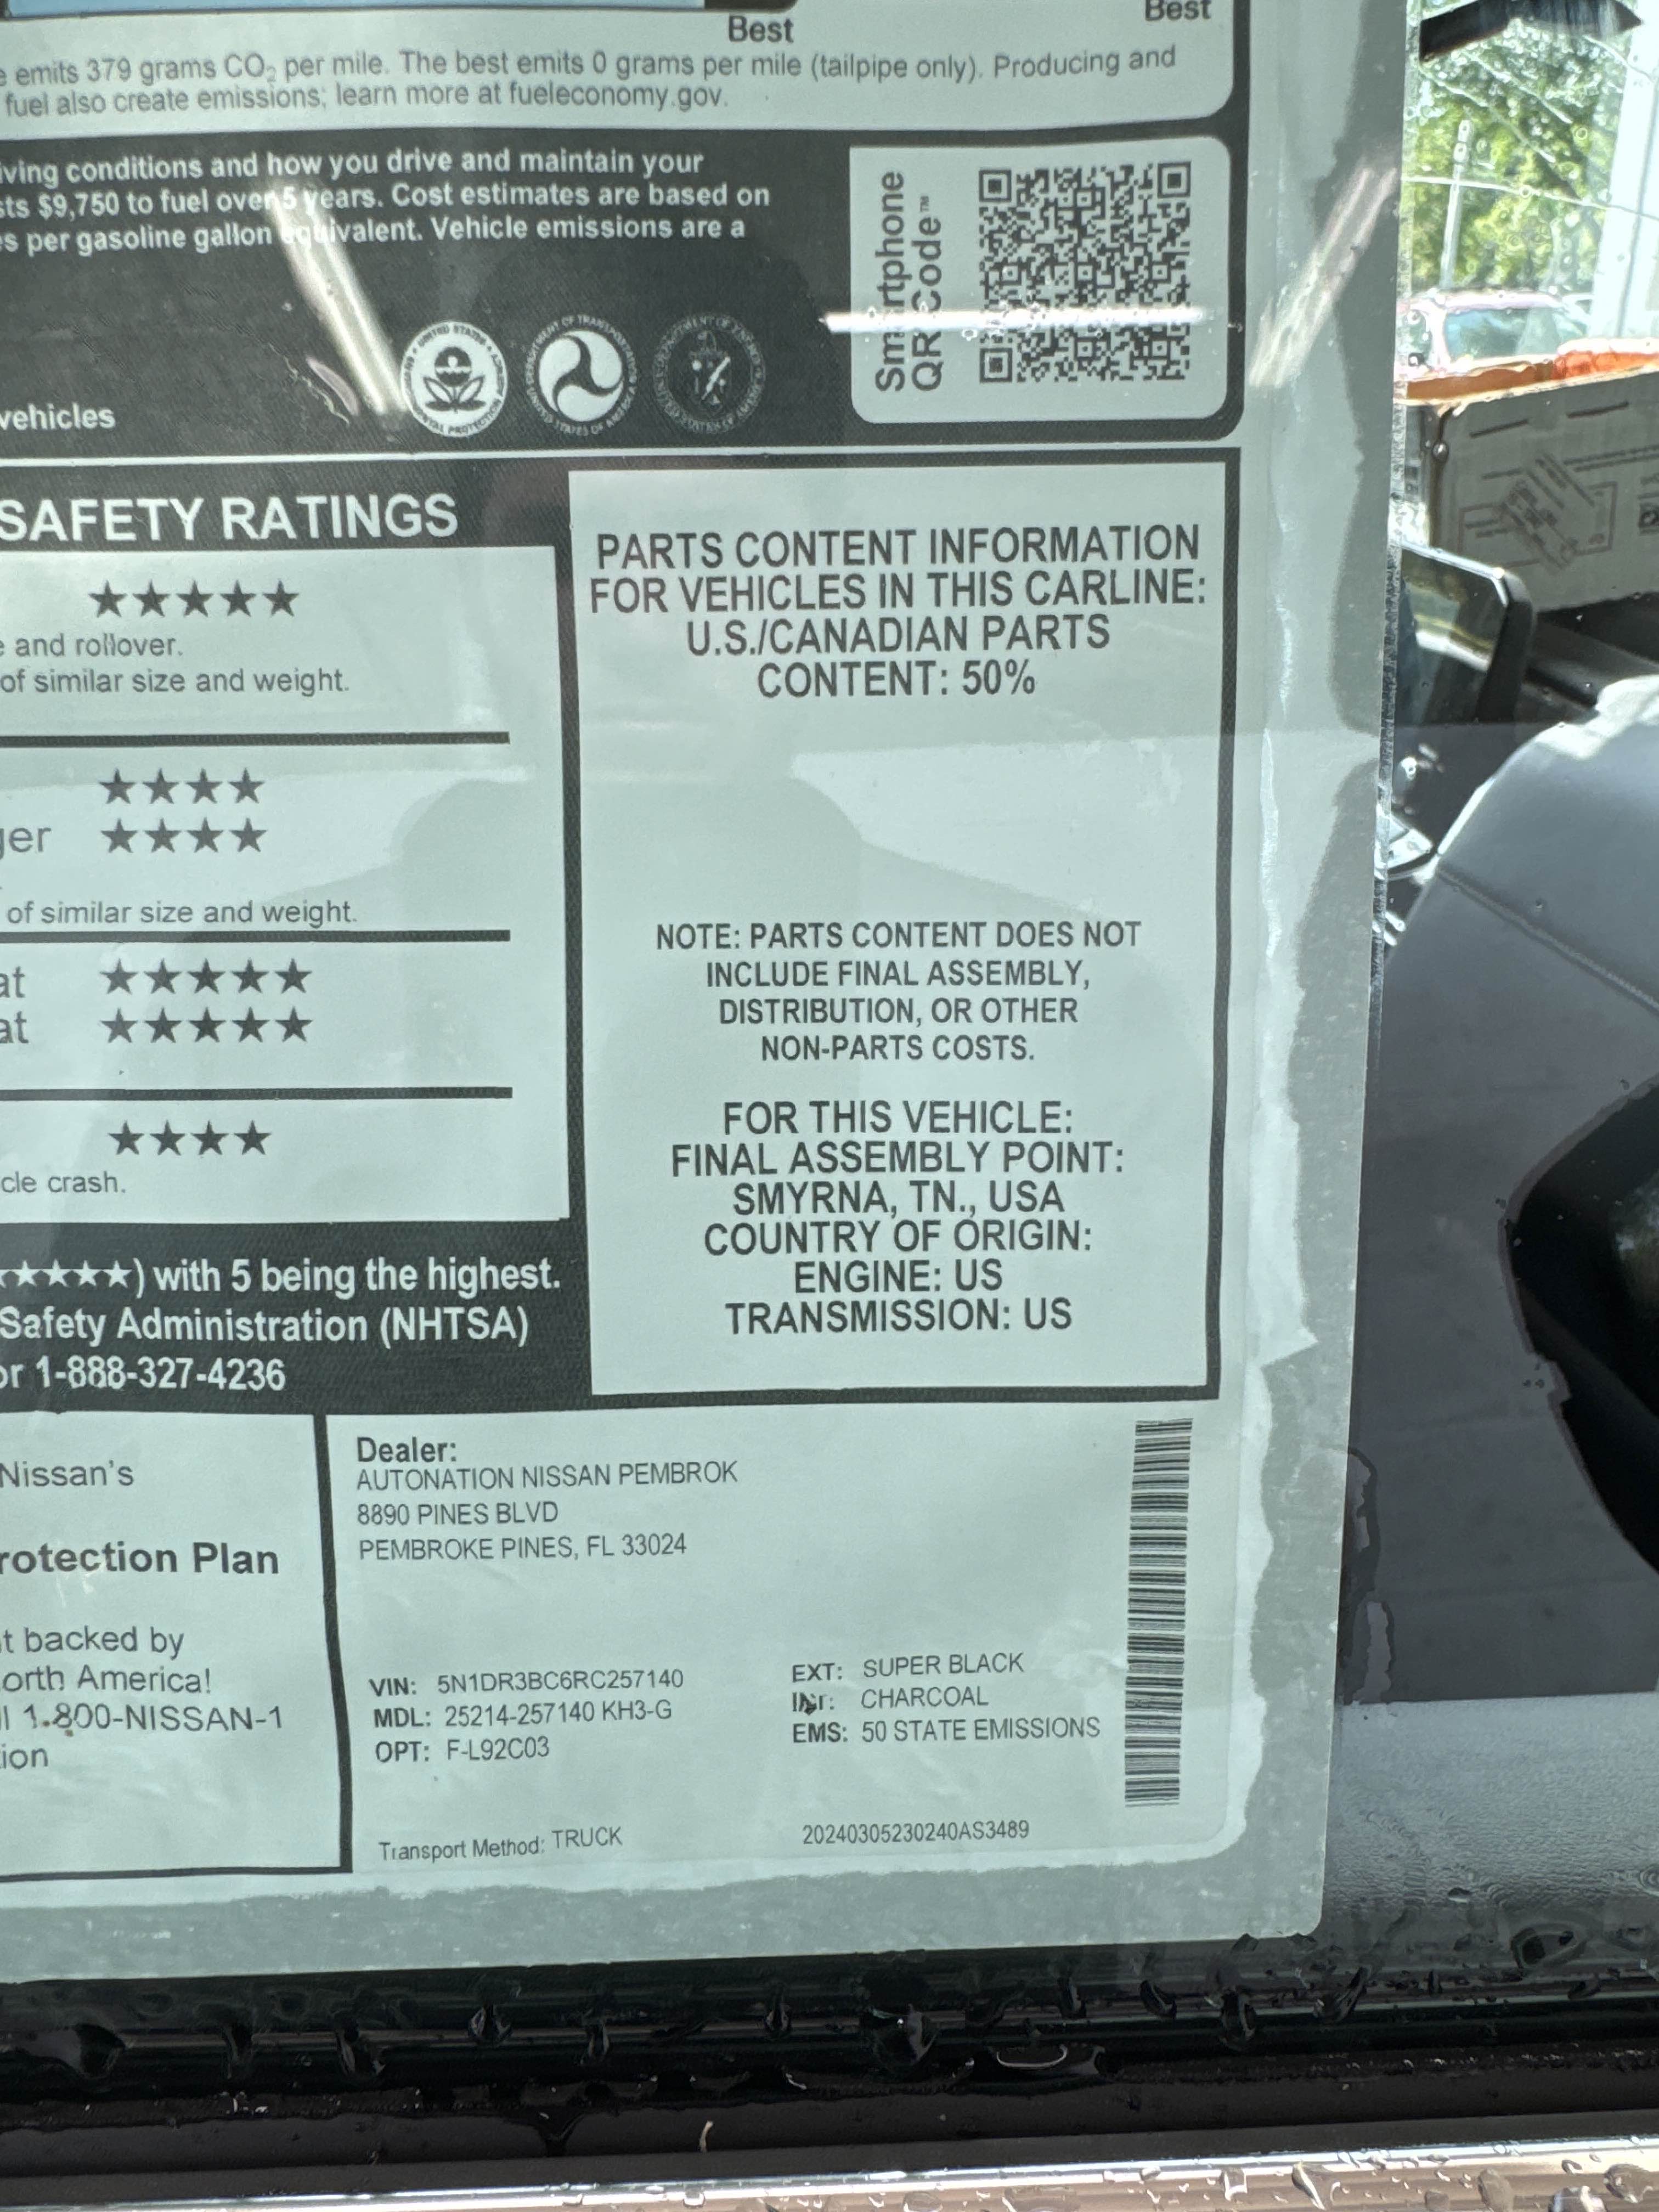 Best
Best
emits 379 grams CO₂ per mile. The best emits 0 grams per mile (tailpipe only). Producing and
fuel also create emissions; learn more at fueleconomy.gov.
ving conditions and how you drive and maintain your
sts $9,750 to fuel over 5 years. Cost estimates are based on
s per gasoline gallon equivalent. Vehicle emissions are a
vehicles
Smartphone
QR Code™
SAFETY RATINGS
★★★★★
and rollover.
of similar size and weight.
★★★★
ger ★★★★
of similar size and weight.
at ★★★★★
at ★★★★★
★★★★
cle crash.
★★★★) with 5 being the highest.
Safety Administration (NHTSA)
or 1-888-327-4236
PARTS CONTENT INFORMATION
FOR VEHICLES IN THIS CARLINE:
U.S./CANADIAN PARTS
CONTENT: 50%
NOTE: PARTS CONTENT DOES NOT
INCLUDE FINAL ASSEMBLY,
DISTRIBUTION, OR OTHER
NON-PARTS COSTS.
FOR THIS VEHICLE:
FINAL ASSEMBLY POINT:
SMYRNA, TN., USA
COUNTRY OF ORIGIN:
ENGINE: US
TRANSMISSION: US
Nissan's
rotection Plan
t backed by
orth America!
ll 1-800-NISSAN-1
ion
Dealer:
AUTONATION NISSAN PEMBROK
8890 PINES BLVD
PEMBROKE PINES, FL 33024
VIN: 5N1DR3BC6RC257140
MDL: 25214-257140 KH3-G
OPT: F-L92C03
EXT: SUPER BLACK
INT: CHARCOAL
EMS: 50 STATE EMISSIONS
Transport Method: TRUCK
20240305230240AS3489